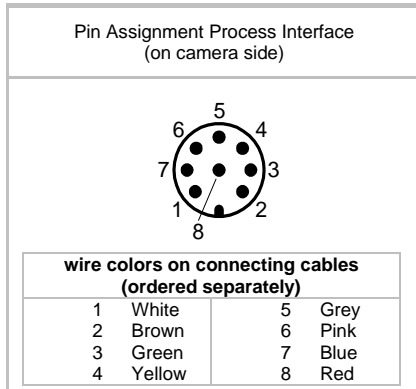 Pin Assignment Process Interface
(on camera side)
5
6 4
7 3
1 2
8
wire colors on connecting cables
(ordered separately)
1 White 5 Grey
2 Brown 6 Pink
3 Green 7 Blue
4 Yellow 8 Red